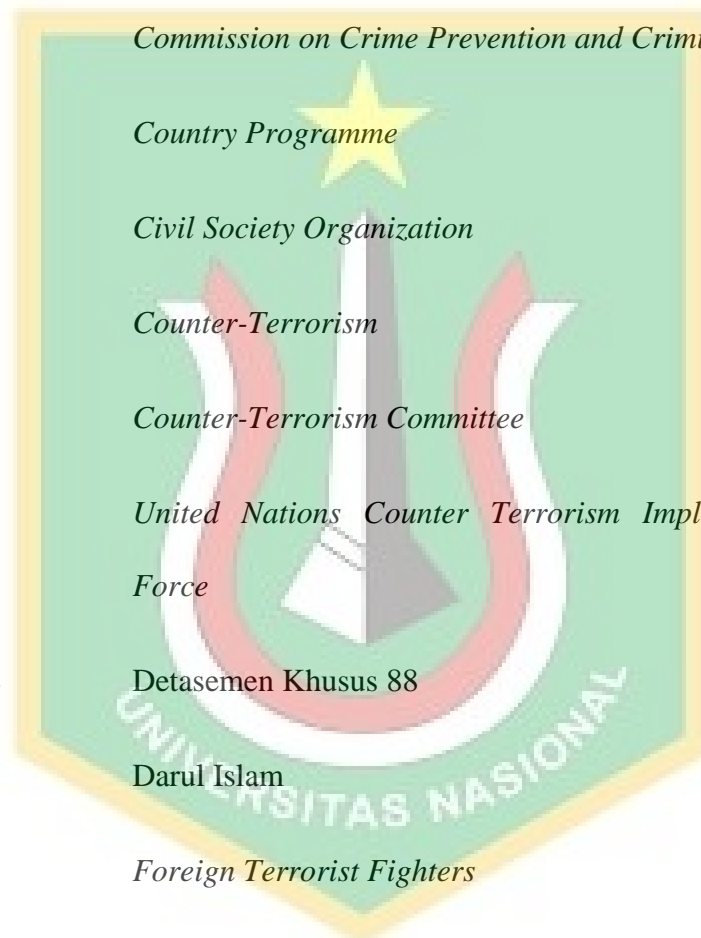 Commission on Crime Prevention and Crimi
Country Programme
Civil Society Organization
Counter-Terrorism
Counter-Terrorism Committee
United Nations Counter Terrorism Impl
Force
Detasemen Khusus 88
Darul Islam
Foreign Terrorist Fighters
UNIVERSITAS NASIONAL